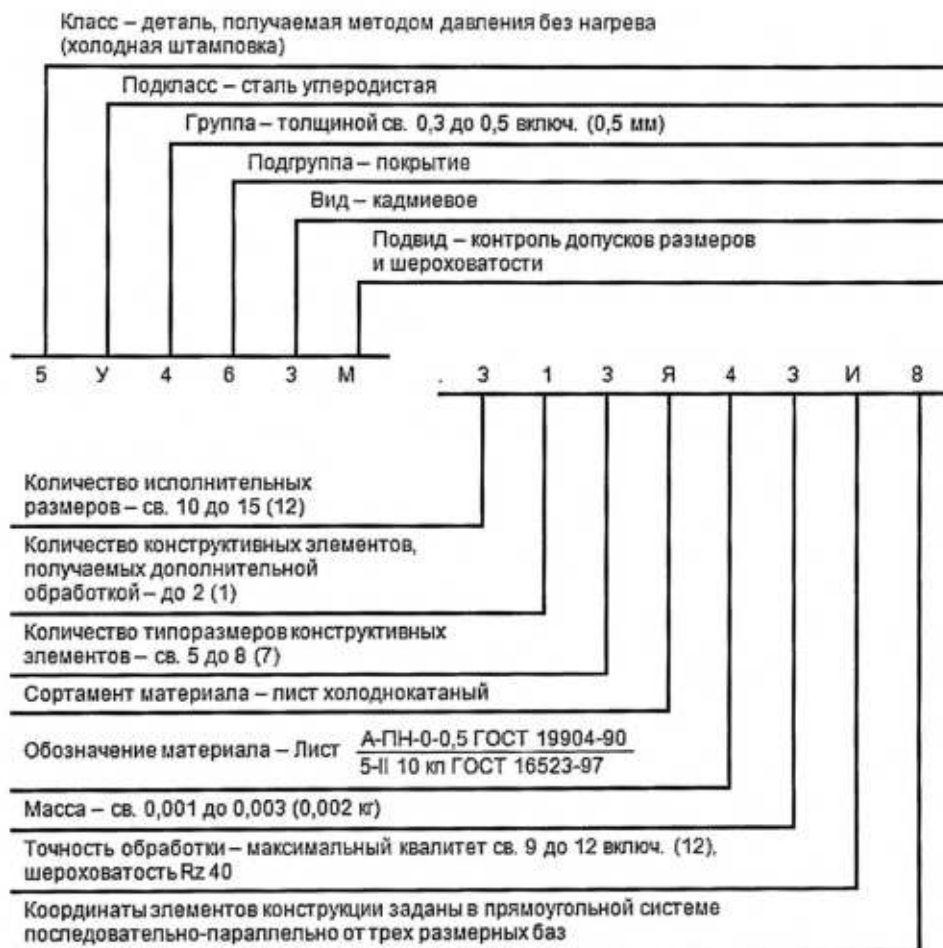 Класс – деталь, получаемая методом давления без нагрева
(холодная штамповка)
Подкласс – сталь углеродистая
Группа – толщиной св. 0,3 до 0,5 включ. (0,5 мм)
Подгруппа – покрытие
Вид – кадмиевое
Подвид – контроль допусков размеров
и шероховатости
5 У 4 6 3 М . 3 1 3 Я 4 3 И 8
Количество исполнительных
размеров – св. 10 до 15 (12)
Количество конструктивных элементов,
получаемых дополнительной
обработкой – до 2 (1)
Количество типоразмеров конструктивных
элементов – св. 5 до 8 (7)
Сортамент материала – лист холоднокатаный
Обозначение материала – Лист А-ПН-0-0,5 ГОСТ 19904-90
5-II 10 кп ГОСТ 16523-97
Масса – св. 0,001 до 0,003 (0,002 кг)
Точность обработки – максимальный квалитет св. 9 до 12 включ. (12),
шероховатость Rz 40
Координаты элементов конструкции заданы в прямоугольной системе
последовательно-параллельно от трех размерных баз